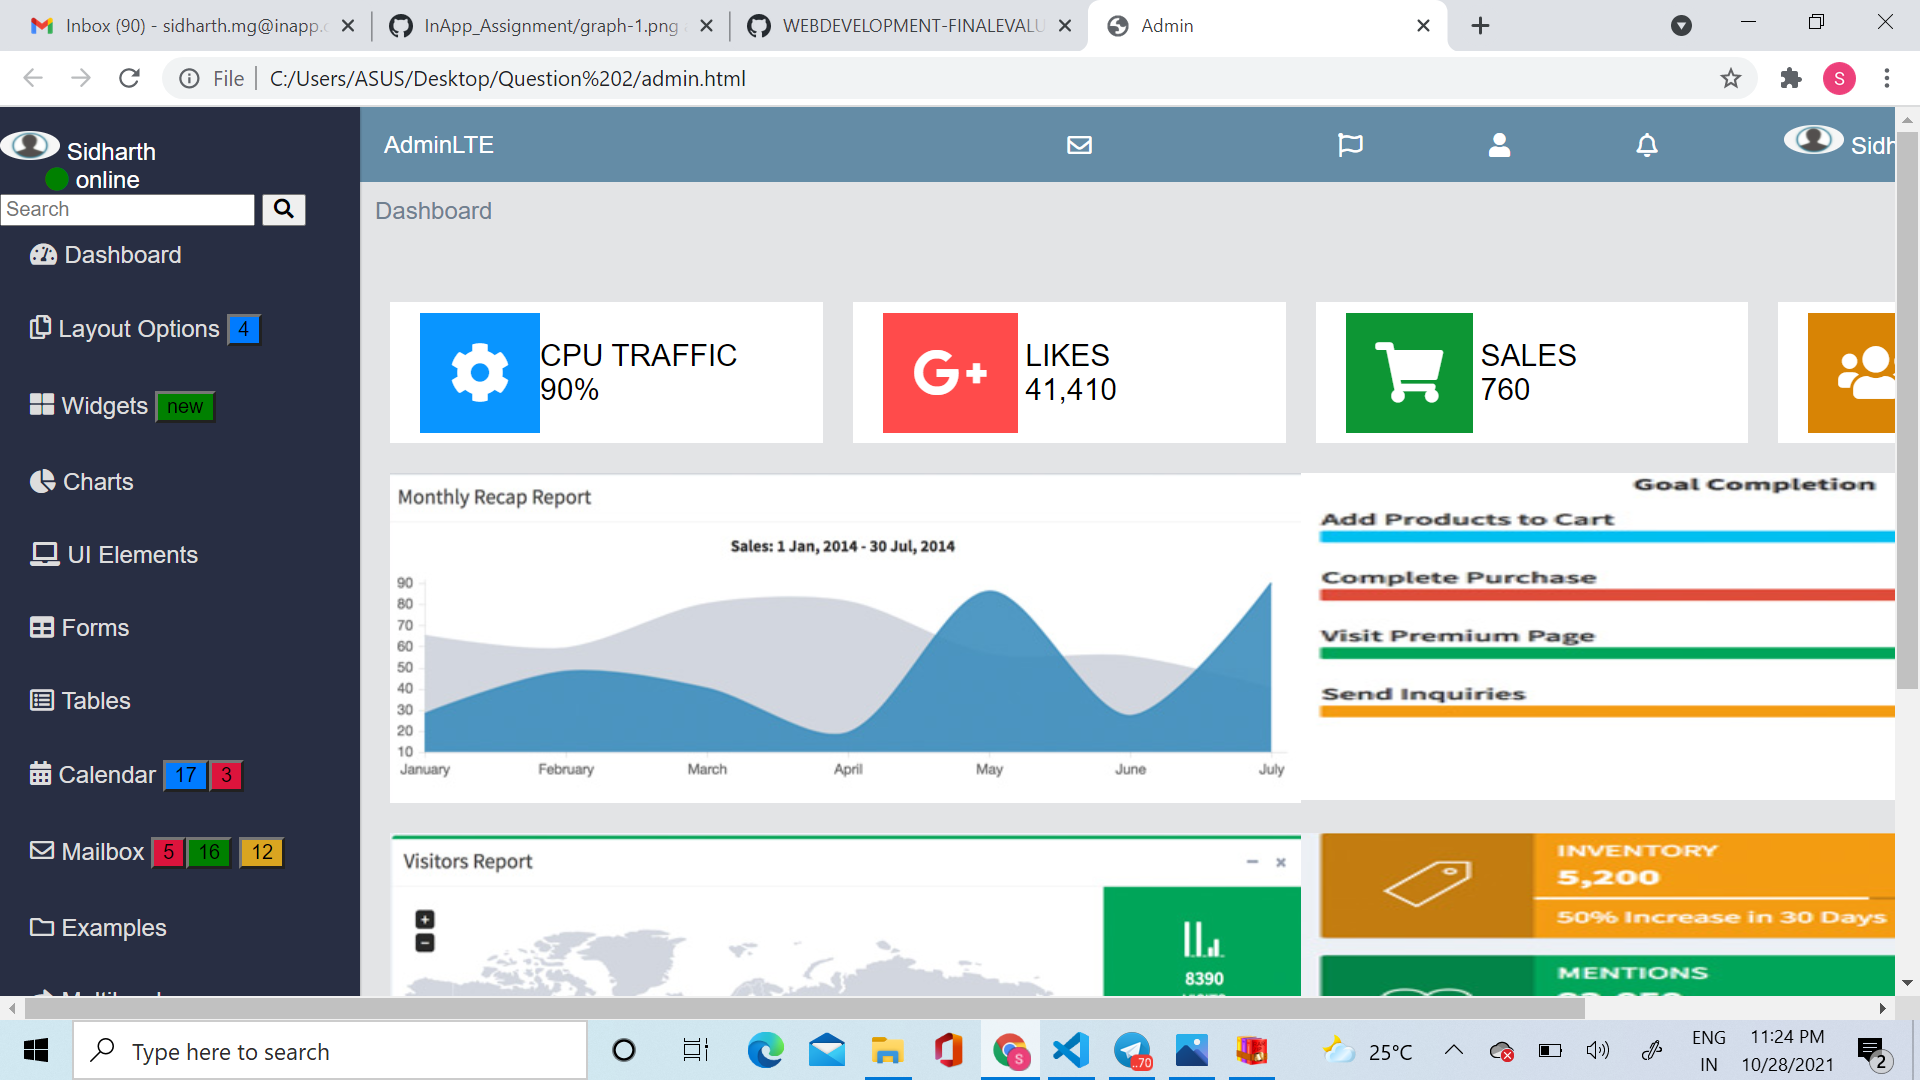 Inbox (90) - sidharth.mg@inapp.c
InApp_Assignment/graph-1.png a
WEBDEVELOPMENT-FINALEVALU
Admin
File
C:/Users/ASUS/Desktop/Question%202/admin.html
S
Sidharth
online
Search
Dashboard
Layout Options 4
Widgets new
Charts
UI Elements
Forms
Tables
Calendar 17 3
Mailbox 5 16 12
Examples
AdminLTE
Sidh
Dashboard
CPU TRAFFIC
90%
G+
LIKES
41,410
SALES
760
Monthly Recap Report
Sales: 1 Jan, 2014 - 30 Jul, 2014
90
80
70
60
50
40
30
20
10
January February March April May June July
Goal Completion
Add Products to Cart
Complete Purchase
Visit Premium Page
Send Inquiries
Visitors Report
8390
INVENTORY
5,200
50% Increase in 30 Days
MENTIONS
Type here to search
S
..70
25°C
ENG
IN
11:24 PM
10/28/2021
2